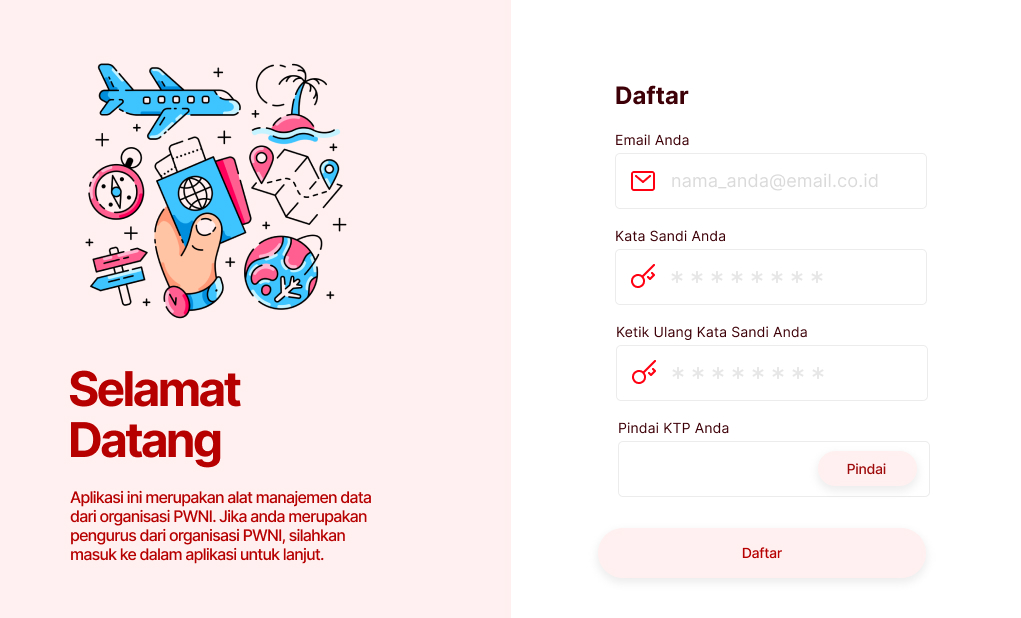 Selamat
Datang
Aplikasi ini merupakan alat manajemen data
dari organisasi PWNI. Jika anda merupakan
pengurus dari organisasi PWNI, silahkan
masuk ke dalam aplikasi untuk lanjut.
Daftar
Email Anda
nama_anda@email.co.id
Kata Sandi Anda
* * * * * * * *
Ketik Ulang Kata Sandi Anda
* * * * * * * *
Pindai KTP Anda
Pindai
Daftar